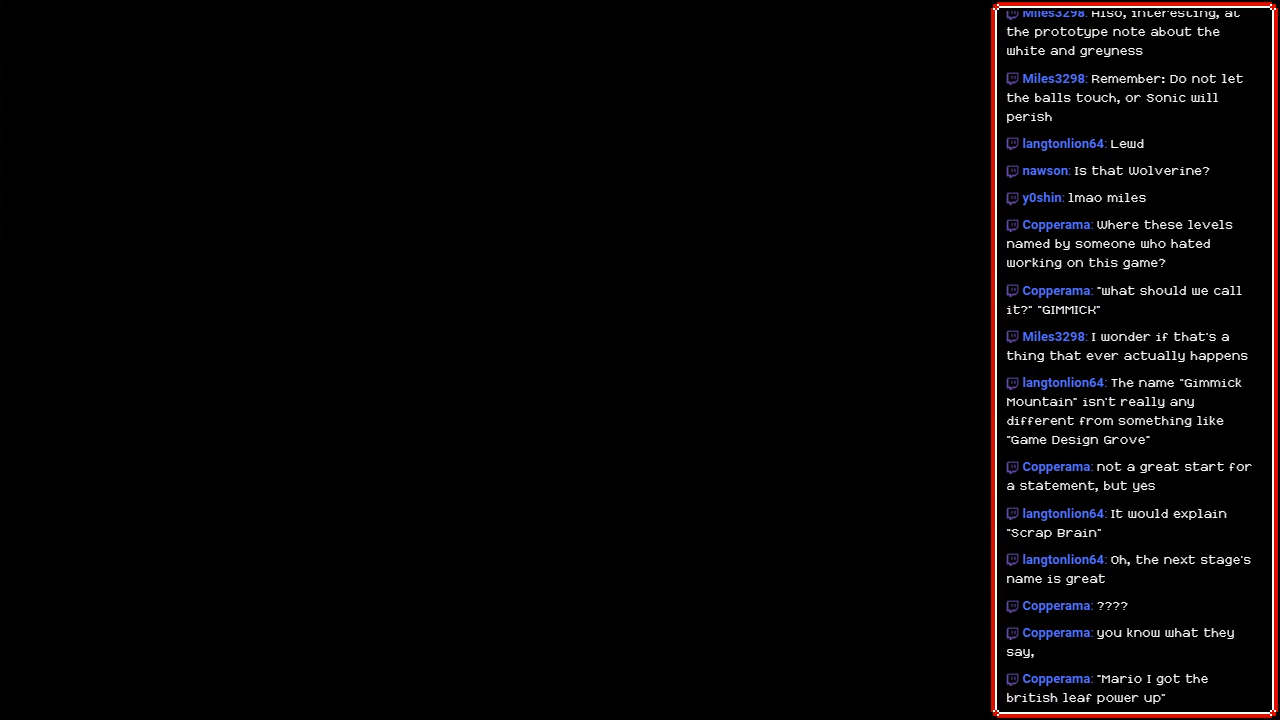 Miles3298: Also, interesting, at
the prototype note about the
white and greyness
Miles3298: Remember: Do not let
the balls touch, or Sonic will
perish
langtonlion64: Lewd
nawson: Is that Wolverine?
y0shin: lmao miles
Copperama: Where these levels
named by someone who hated
working on this game?
Copperama: "What should we call
it?" "GIMMICK"
Miles3298: I wonder if that's a
thing that ever actually happens
langtonlion64: The name "Gimmick
Mountain" isn't really any
different from something like
"Game Design Grove"
Copperama: not a great start for
a statement, but yes
langtonlion64: It would explain
"Scrap Brain"
langtonlion64: Oh, the next stage's
name is great
Copperama: ????
Copperama: you know what they
say,
Copperama: "Mario I got the
british leaf power up"